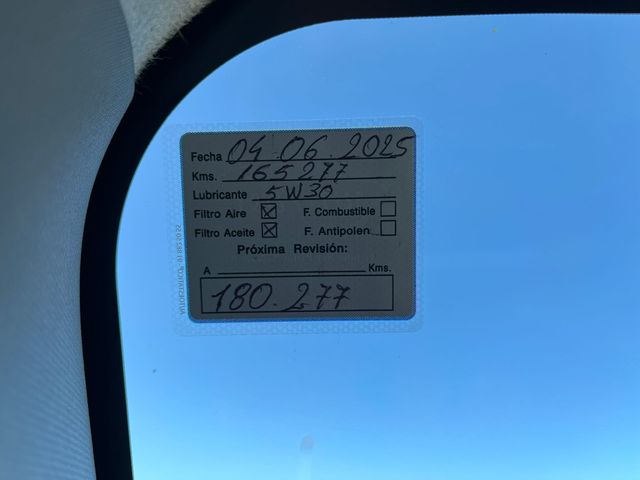 Fecha 04.06.2025
Kms. 165277
Lubricante 5W30
Filtro Aire ☒ F. Combustible ☐
Filtro Aceite ☒ F. Antipolen ☐
Próxima Revisión:
A Kms.
180.277